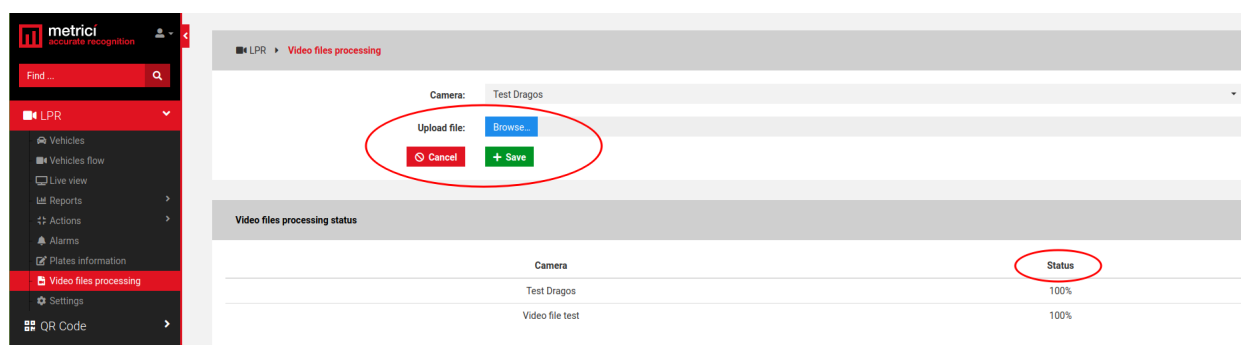 metrici
accurate recognition
Find ...
LPR
Vehicles
Vehicles flow
Live view
Reports
Actions
Alarms
Plates information
Video files processing
Settings
QR Code
LPR Video files processing
Camera: Test Dragos
Upload file: Browse...
Cancel Save
Video files processing status
Camera Status
Test Dragos 100%
Video file test 100%